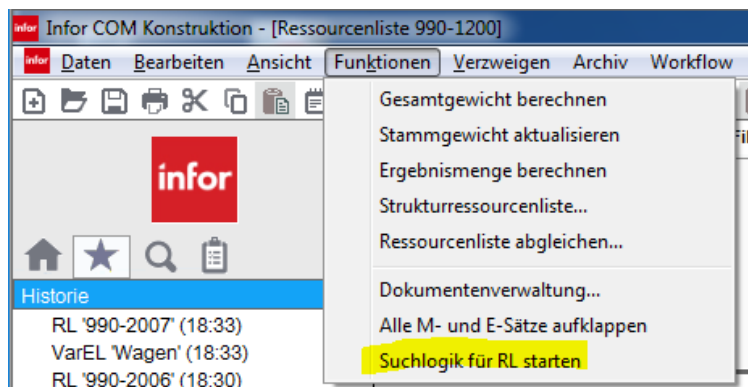 infor Infor COM Konstruktion - [Ressourcenliste 990-1200]
infor Daten Bearbeiten Ansicht Funktionen Verzweigen Archiv Workflow
Gesamtgewicht berechnen
Stammgewicht aktualisieren
infor
Ergebnismenge berechnen
Strukturressourcenliste...
Ressourcenliste abgleichen...
Historie
Dokumentenverwaltung...
RL '990-2007' (18:33)
Alle M- und E-Sätze aufklappen
VarEL 'Wagen' (18:33)
Suchlogik für RL starten
RL '990-2006' (18:30)